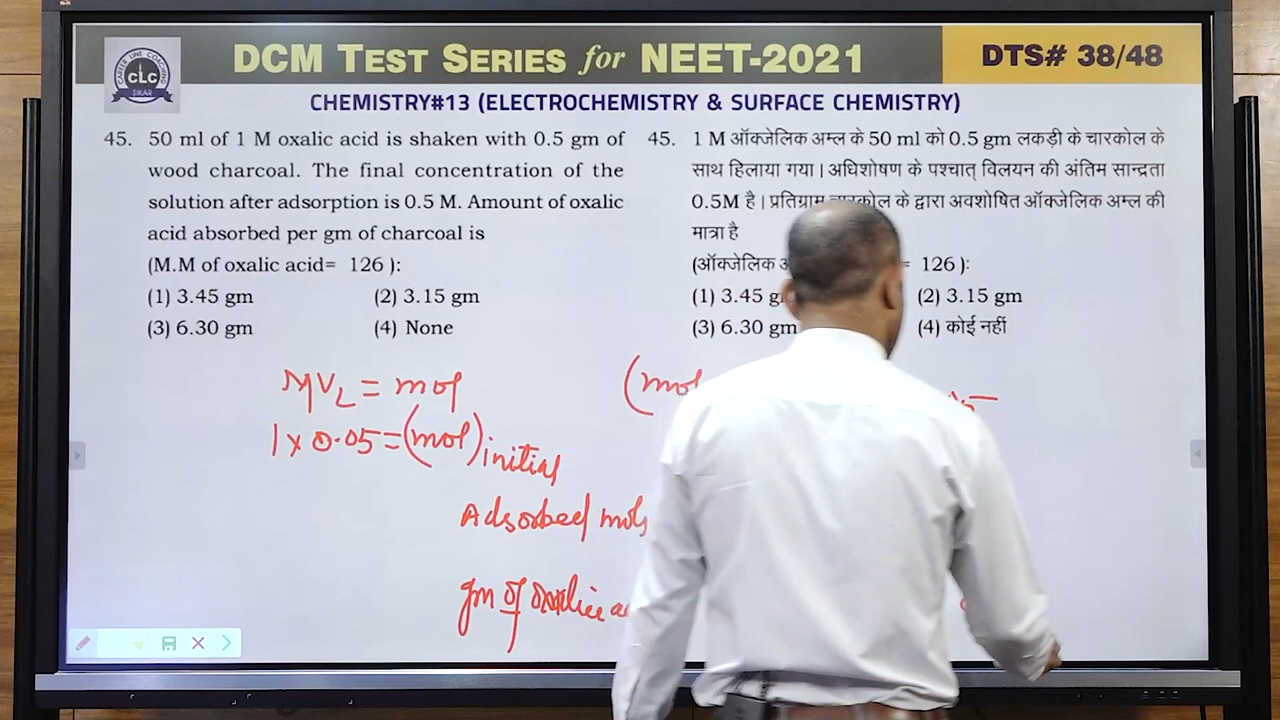 DCM TEST SERIES for NEET-2021
DTS# 38/48
CLC
SIKAR
CHEMISTRY#13 (ELECTROCHEMISTRY & SURFACE CHEMISTRY)
45. 50 ml of 1 M oxalic acid is shaken with 0.5 gm of
wood charcoal. The final concentration of the
solution after adsorption is 0.5 M. Amount of oxalic
acid absorbed per gm of charcoal is
(M.M of oxalic acid= 126 ):
(1) 3.45 gm (2) 3.15 gm
(3) 6.30 gm (4) None
45. 1 M ऑक्जेलिक अम्ल के 50 ml को 0.5 gm लकड़ी के चारकोल के
साथ हिलाया गया। अधिशोषण के पश्चात् विलयन की अंतिम सान्द्रता
0.5M है। प्रतिग्राम के द्वारा अवशोषित ऑक्जेलिक अम्ल की
मात्रा है
(ऑक्जेलिक = 126 ):
(1) 3.45 (2) 3.15 gm
(3) 6.30 gm (4) कोई नहीं
MV_L = mol
1 x 0.05 = (mol)initial
(mol
Adsorbed mols
gm of oxalic